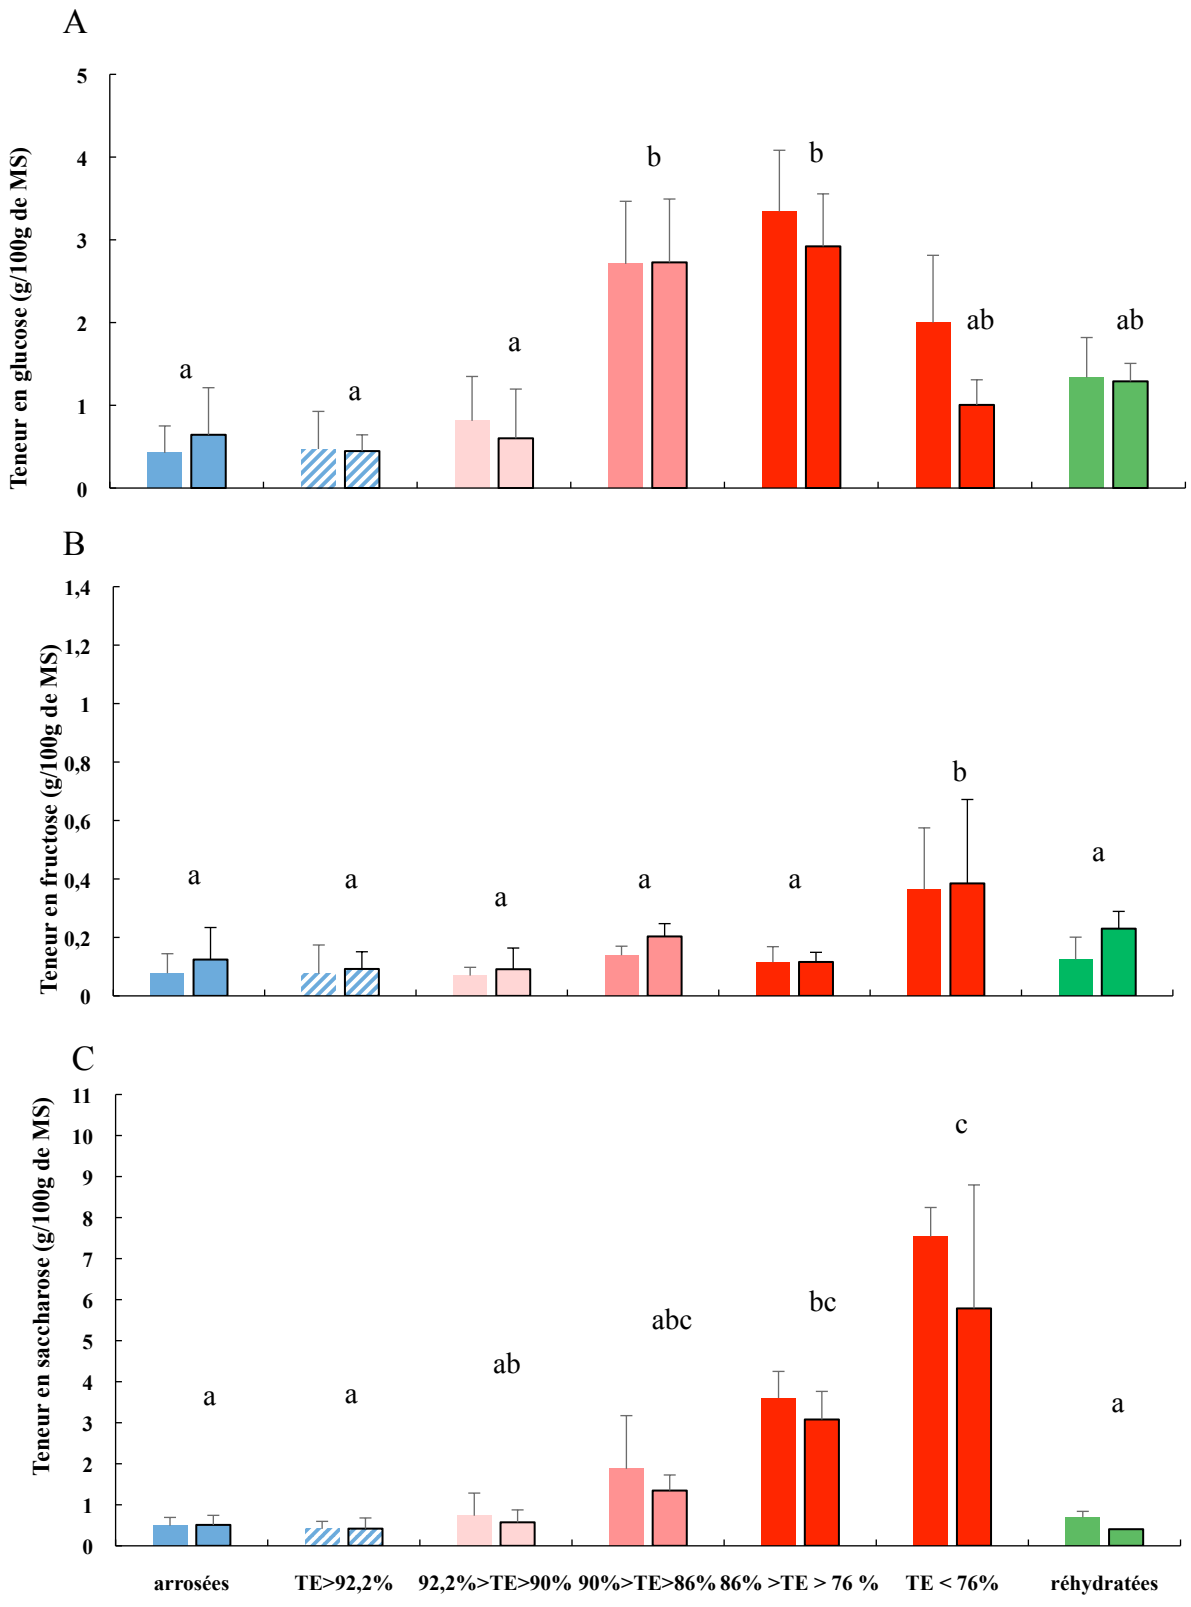 A
Teneur en glucose (g/100g de MS)
5
4
3
2
1
0
a
a
a
b
b
ab
ab
B
Teneur en fructose (g/100g de MS)
1,4
1,2
1
0,8
0,6
0,4
0,2
0
a
a
a
a
a
b
a
C
Teneur en saccharose (g/100g de MS)
11
10
9
8
7
6
5
4
3
2
1
0
a
a
ab
abc
bc
c
a
arrosées TE>92,2% 92,2%>TE>90% 90%>TE>86% 86% >TE > 76 % TE < 76% réhydratées